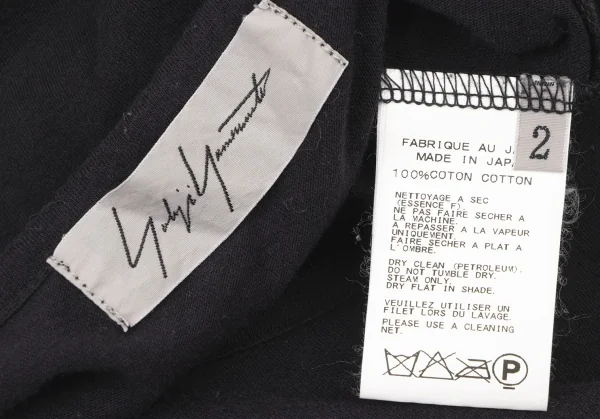 Yohji Yamamoto
2
FABRIQUE AU J
MADE IN JAP
100%COTON COTTON
NETTOYAGE A SEC
(ESSENCE F).
NE PAS FAIRE SECHER A
LA MACHINE.
A REPASSER A LA VAPEUR
UNIQUEMENT.
FAIRE SECHER A PLAT A
L'OMBRE.
DRY CLEAN (PETROLEUM).
DO NOT TUMBLE DRY.
STEAM ONLY.
DRY FLAT IN SHADE.
VEUILLEZ UTILISER UN
FILET LORS DU LAVAGE.
PLEASE USE A CLEANING
NET.
P